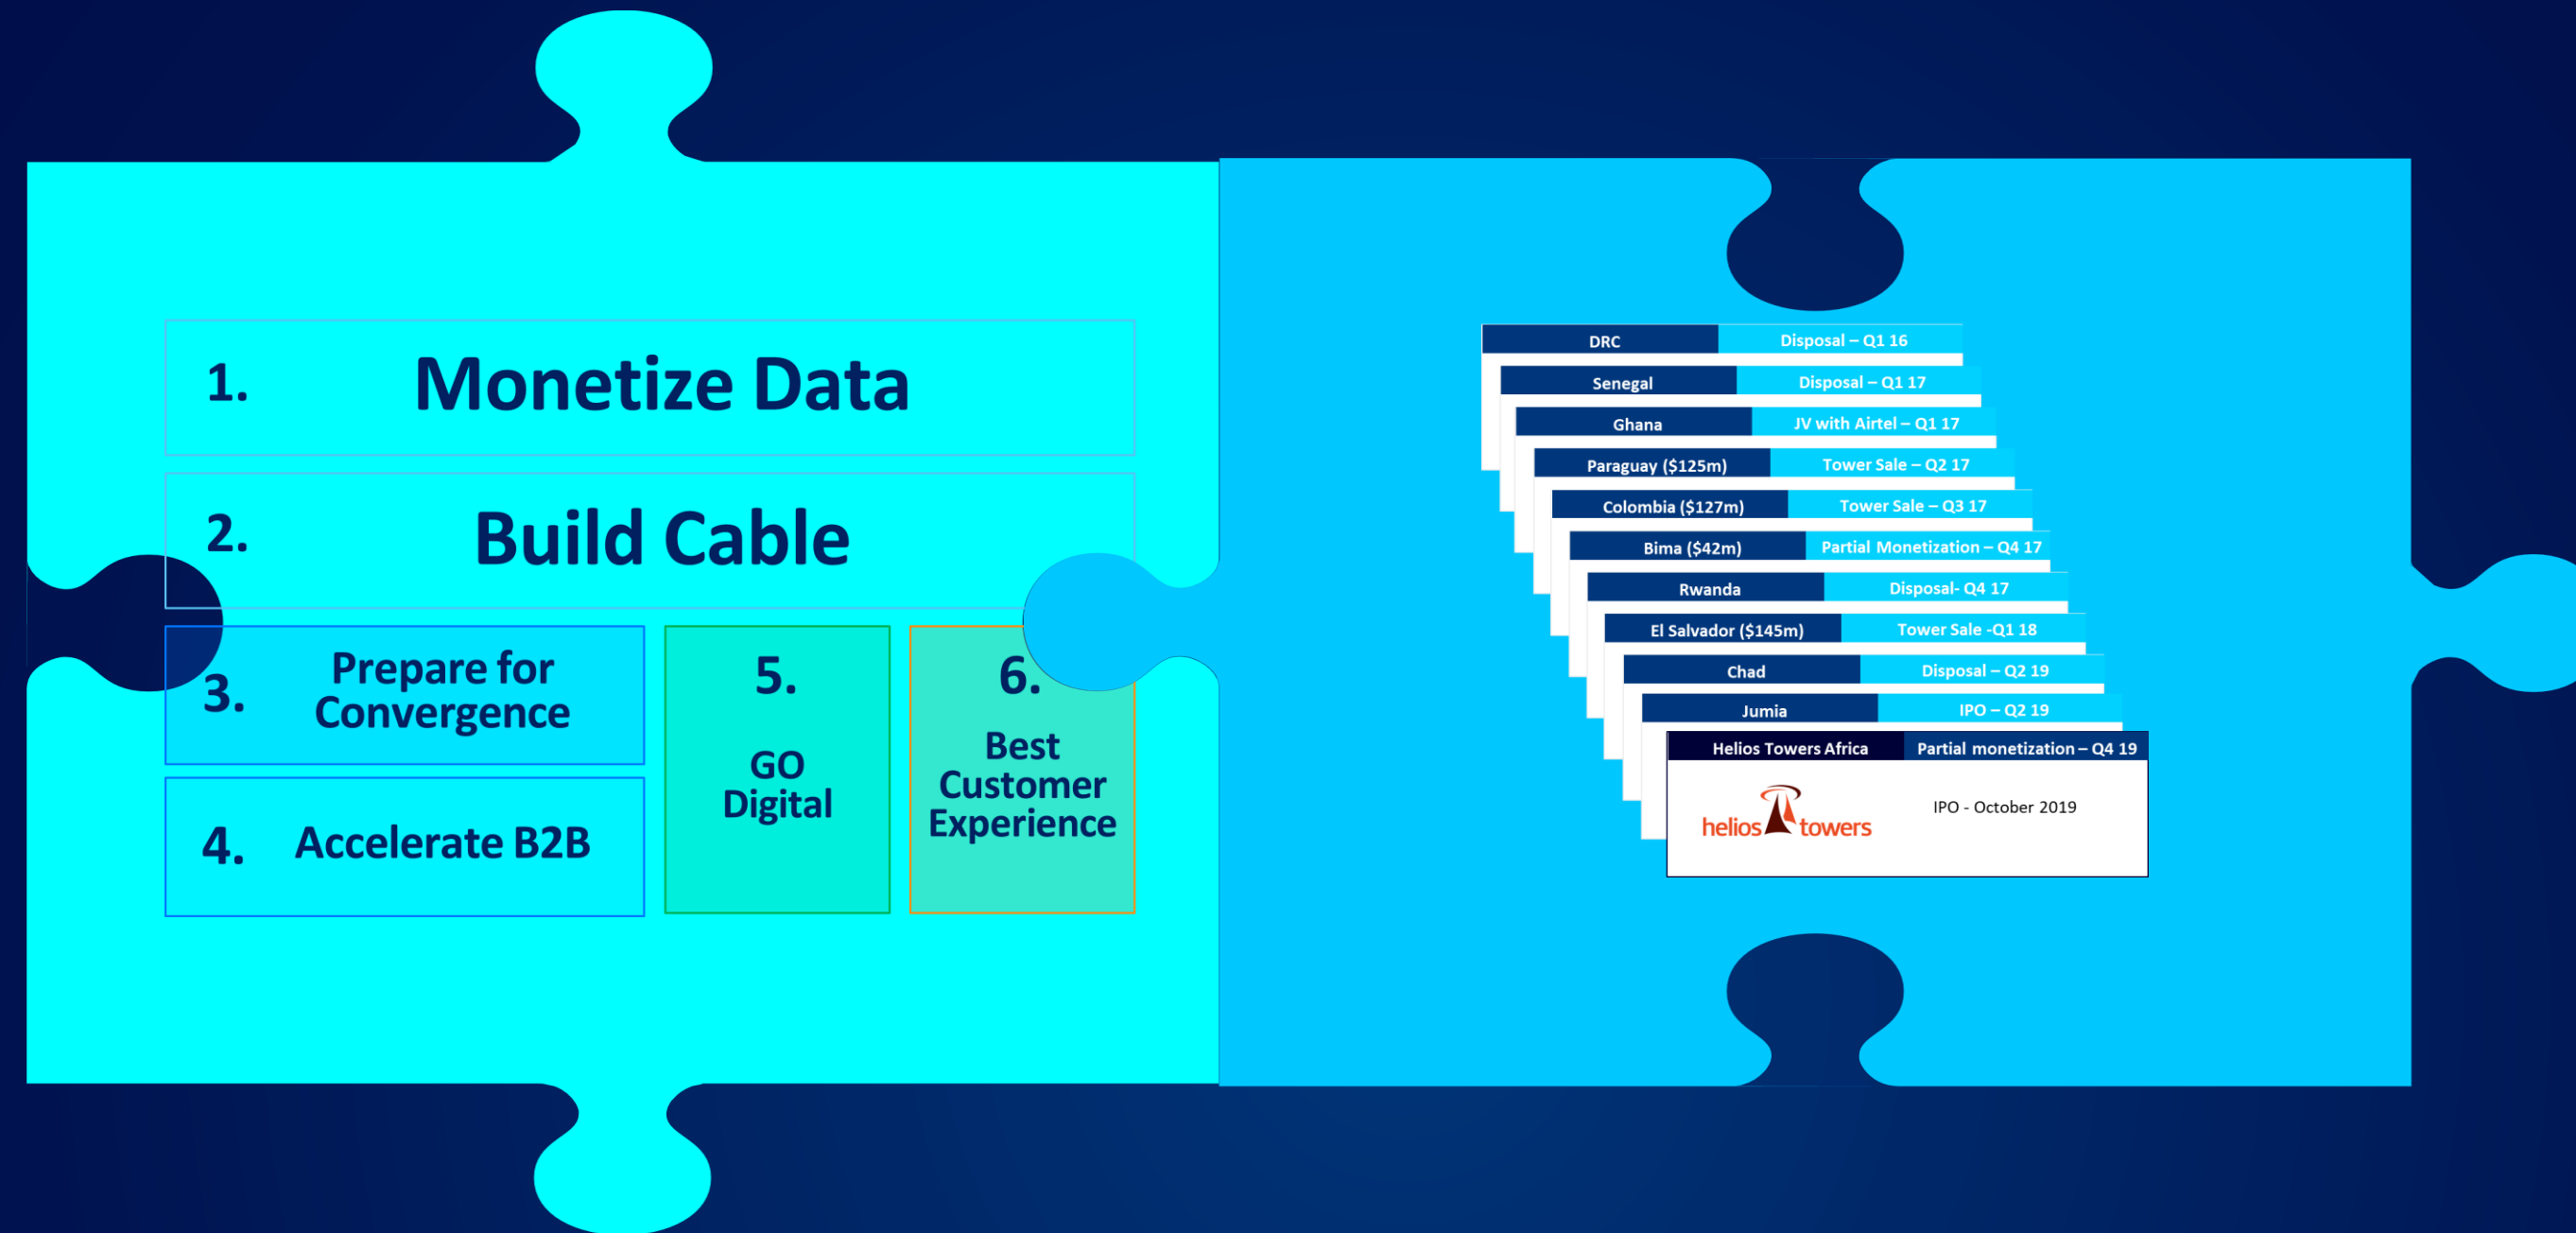 1. Monetize Data
2. Build Cable
3. Prepare for
Convergence
4. Accelerate B2B
5.
GO
Digital
6.
Best
Customer
Experience
DRC Disposal – Q1 16
Senegal Disposal – Q1 17
Ghana JV with Airtel – Q1 17
Paraguay ($125m) Tower Sale – Q2 17
Colombia ($127m) Tower Sale – Q3 17
Bima ($42m) Partial Monetization – Q4 17
Rwanda Disposal- Q4 17
El Salvador ($145m) Tower Sale -Q1 18
Chad Disposal – Q2 19
Jumia IPO – Q2 19
Helios Towers Africa Partial monetization – Q4 19
helios towers
IPO - October 2019